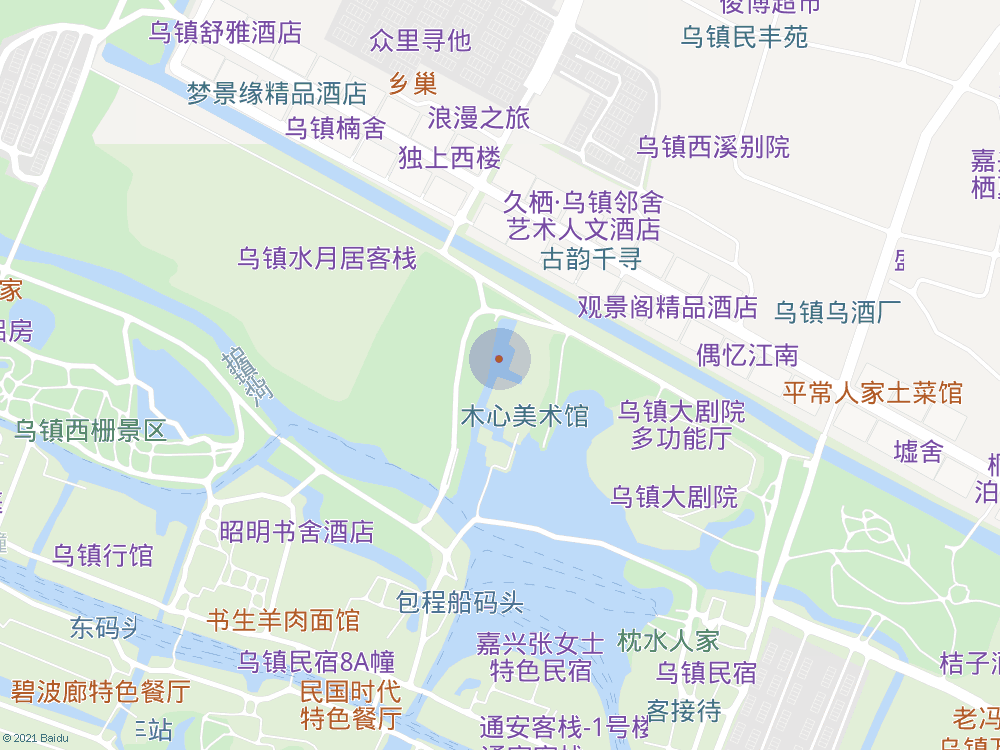 俊博超市
乌镇舒雅酒店
众里寻他
乌镇民丰苑
乡巢
梦景缘精品酒店
浪漫之旅
乌镇楠舍
乌镇西溪别院
独上西楼
久栖·乌镇邻舍
艺术人文酒店
古韵千寻
乌镇水月居客栈
家
观景阁精品酒店
乌镇乌酒厂
偶忆江南
平常人家土菜馆
木心美术馆
乌镇大剧院
多功能厅
乌镇西栅景区
墟舍
泊
乌镇大剧院
昭明书舍酒店
乌镇行馆
包程船码头
书生羊肉面馆
东码头
嘉兴张女士
特色民宿
枕水人家
乌镇民宿8A幢
乌镇民宿
碧波廊特色餐厅
民国时代
特色餐厅
客接待
站
通安客栈-1号楼
老冯
© 2021 Baidu